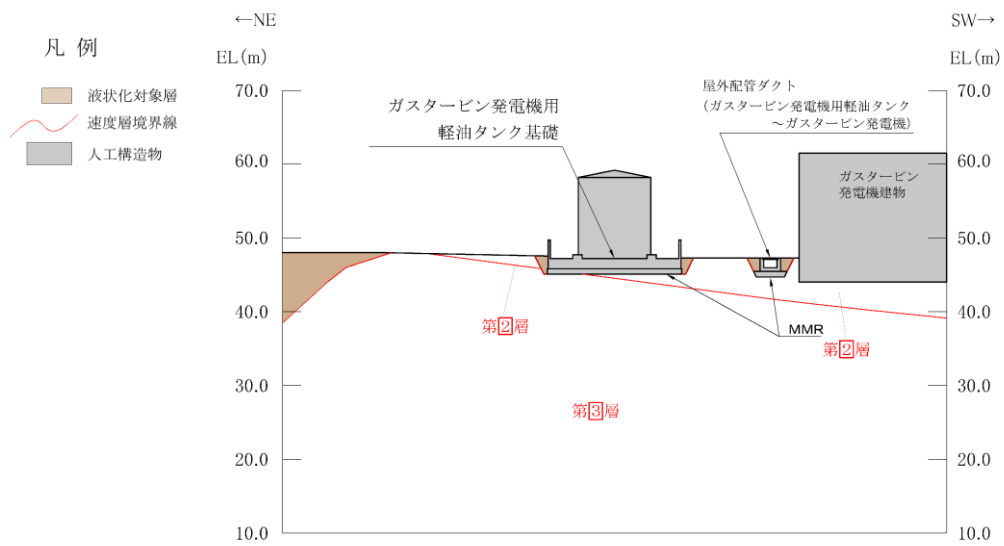 ←NE
SW→
凡 例
EL(m)
EL(m)
液状化対象層
速度層境界線
人工構造物
70.0
60.0
50.0
40.0
30.0
20.0
10.0
ガスタービン発電機用
軽油タンク基礎
屋外配管ダクト
(ガスタービン発電機用軽油タンク
～ガスタービン発電機)
ガスタービン
発電機建物
70.0
60.0
50.0
40.0
30.0
20.0
10.0
第2層
MMR
第2層
第3層